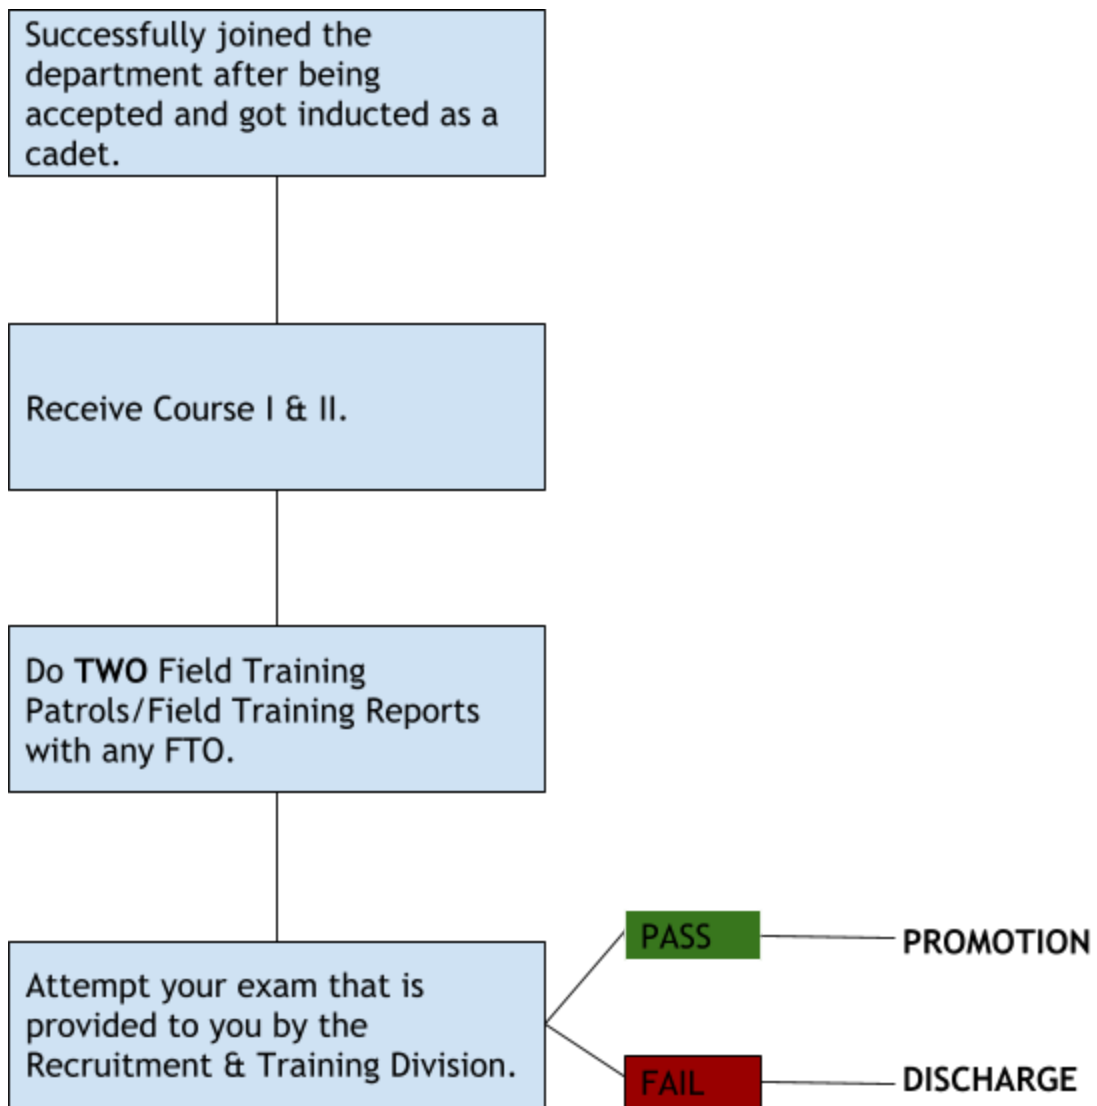 Successfully joined the
department after being
accepted and got inducted as a
cadet.
Receive Course I & II.
Do TWO Field Training
Patrols/Field Training Reports
with any FTO.
Attempt your exam that is
provided to you by the
Recruitment & Training Division.
PASS
PROMOTION
FAIL
DISCHARGE